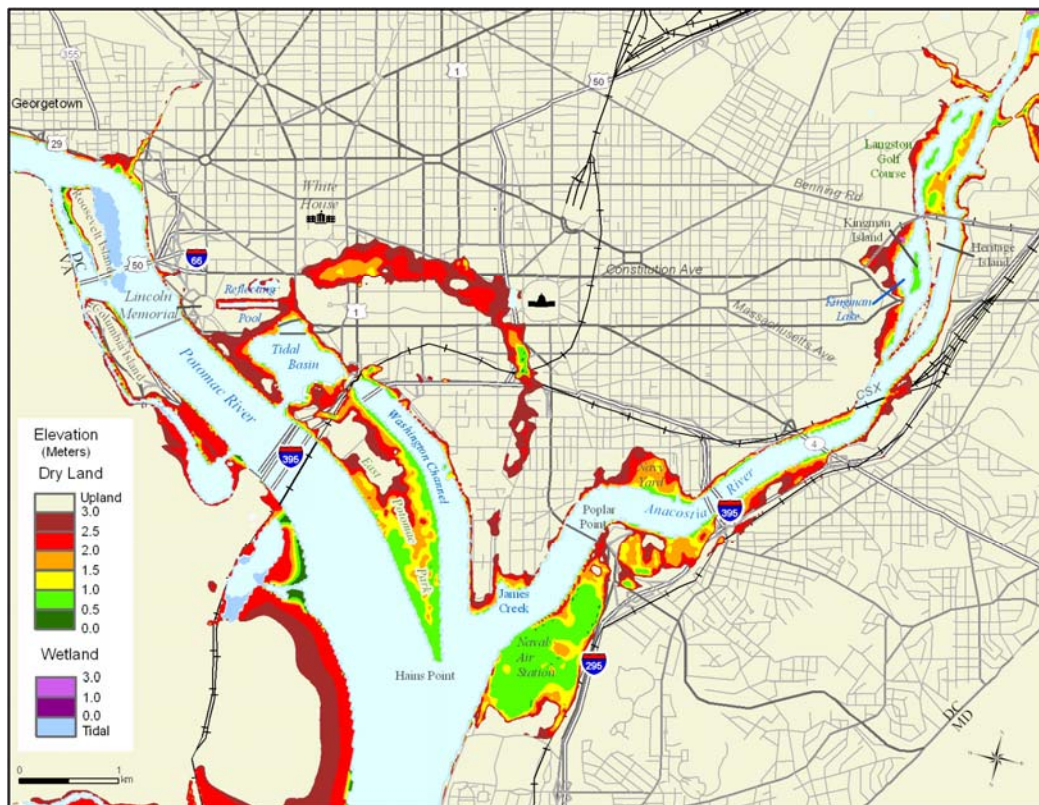 355
1
50
Georgetown
29
Langston
Golf
Course
Benning Rd
White
House
Roosevelt Island
Kingman
Island
Heritage
Island
DC
VA
66
50
Constitution Ave
Lincoln
Memorial
Reflecting
Pool
1
Kingman
Lake
Massachusetts Ave
Columbia Island
Tidal
Basin
Potomac River
CSX
Washington Channel
4
395
East
Potomac
Park
Navy
Yard
Anacostia
River
395
Poplar
Point
James
Creek
Naval
Air
Station
295
Hains Point
DC
MD
Elevation
(Meters)
Dry Land
Upland
3.0
2.5
2.0
1.5
1.0
0.5
0.0
Wetland
3.0
1.0
0.0
Tidal
0
1
km